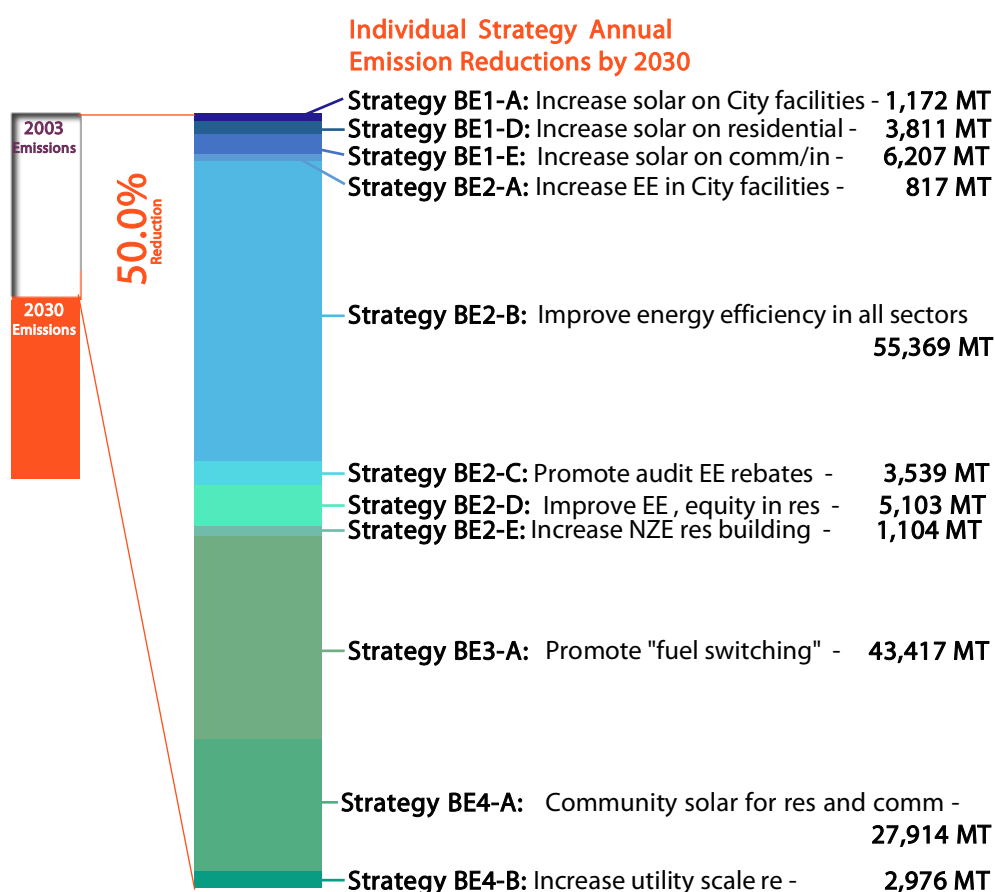 Individual Strategy Annual
Emission Reductions by 2030
Strategy BE1-A: Increase solar on City facilities - 1,172 MT
2003
Emissions
Strategy BE1-D: Increase solar on residential - 3,811 MT
Strategy BE1-E: Increase solar on comm/in - 6,207 MT
Strategy BE2-A: Increase EE in City facilities - 817 MT
50.0%
Reduction
2030
Emissions
Strategy BE2-B: Improve energy efficiency in all sectors
55,369 MT
Strategy BE2-C: Promote audit EE rebates - 3,539 MT
Strategy BE2-D: Improve EE , equity in res - 5,103 MT
Strategy BE2-E: Increase NZE res building - 1,104 MT
Strategy BE3-A: Promote "fuel switching" - 43,417 MT
Strategy BE4-A: Community solar for res and comm -
27,914 MT
Strategy BE4-B: Increase utility scale re - 2,976 MT